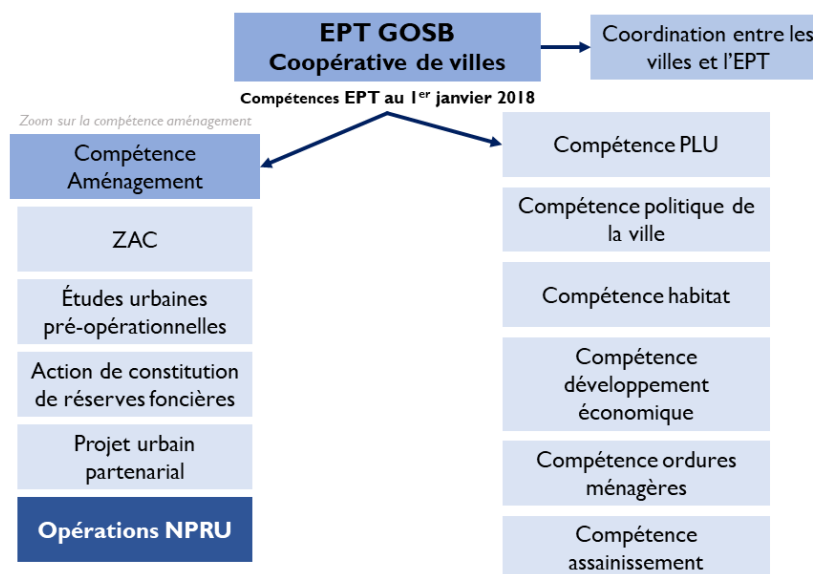 EPT GOSB
Coopérative de villes
Coordination entre les
villes et l’EPT
Compétences EPT au 1er janvier 2018
Zoom sur la compétence aménagement
Compétence
Aménagement
ZAC
Études urbaines
pré-opérationnelles
Action de constitution
de réserves foncières
Projet urbain
partenarial
Opérations NPRU
Compétence PLU
Compétence politique de
la ville
Compétence habitat
Compétence
développement
économique
Compétence ordures
ménagères
Compétence
assainissement